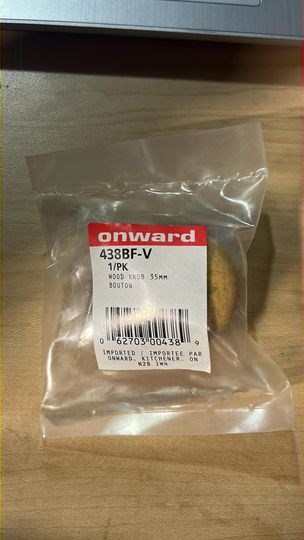 onward
438BF-V
1/PK
WOOD KNOB 35MM
BOUTON
0 62703 00438 9
IMPORTED / IMPORTEE PAR
ONWARD, KITCHENER, ON
N2B 1W4